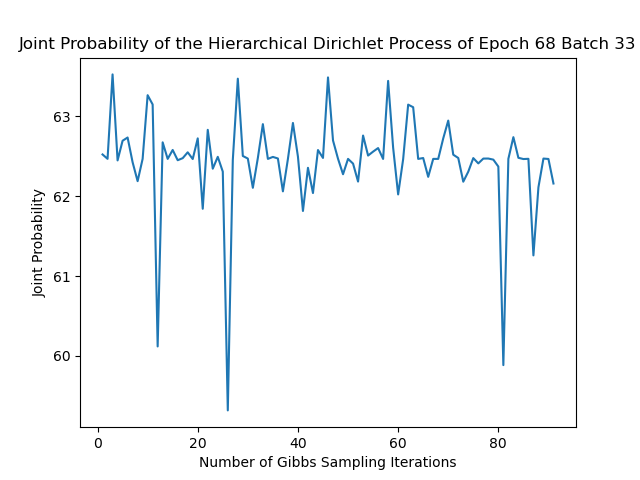 Joint Probability of the Hierarchical Dirichlet Process of Epoch 68 Batch 33
63
62
61
60
Joint Probability
0 20 40 60 80
Number of Gibbs Sampling Iterations